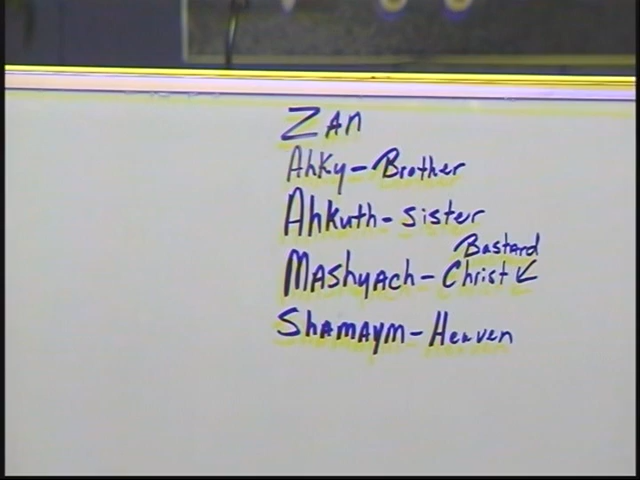 ZAN
Ahky - Brother
Ahkuth - sister
Bastard
MAShyAch - Christ ↙
ShAMAyM - Heaven